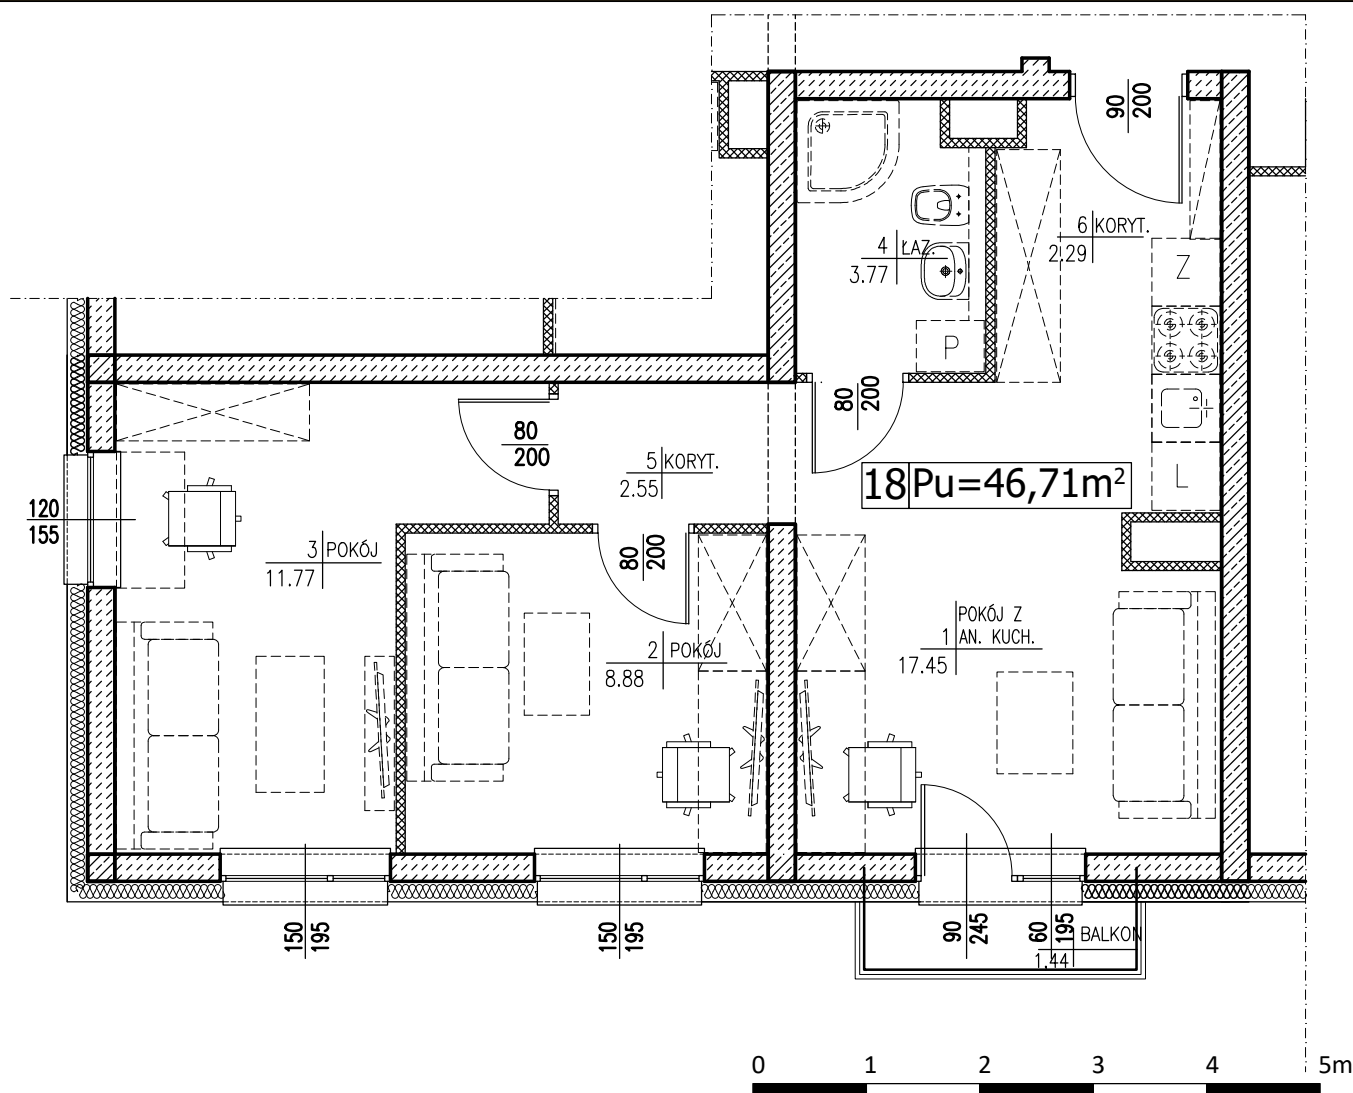 90
200
6 KORYT.
2.29
4 ŁAZ.
3.77
Z
P
80
200
80
200
5 KORYT.
2.55
18 Pu=46,71m²
L
120
155
3 POKÓJ
11.77
80
200
2 POKÓJ
8.88
POKÓJ Z
1 AN. KUCH.
17.45
150
195
150
195
90
245
60
195
BALKON
1.44
0 1 2 3 4 5m